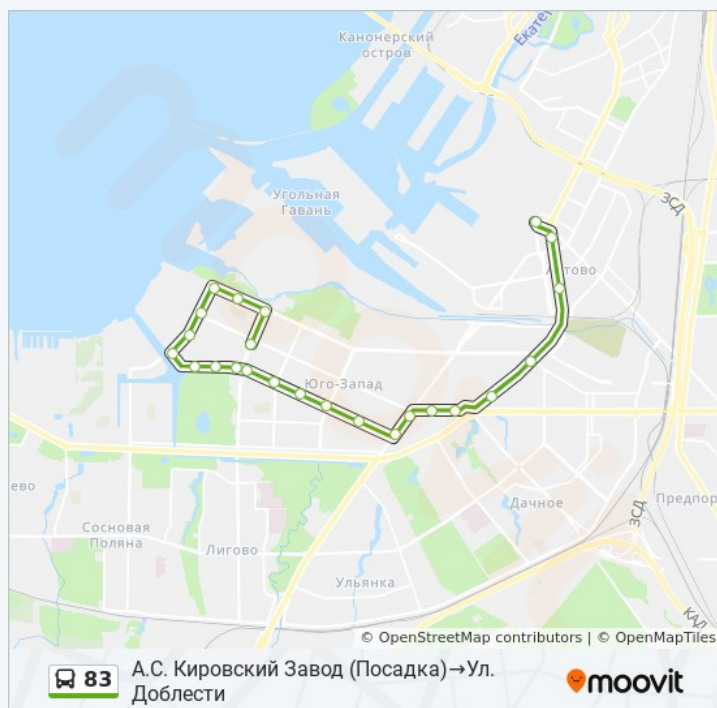 Канонерский
остров
Екате
Угольная
Гавань
ЗСД
Автово
Юго-Запад
ево
Сосновая
Поляна
Лигово
Дачное
Предпор
ЗСД
Ульянка
КАД
© OpenStreetMap contributors | © OpenMapTiles
83
А.С. Кировский Завод (Посадка)→Ул.
Доблести
moovit